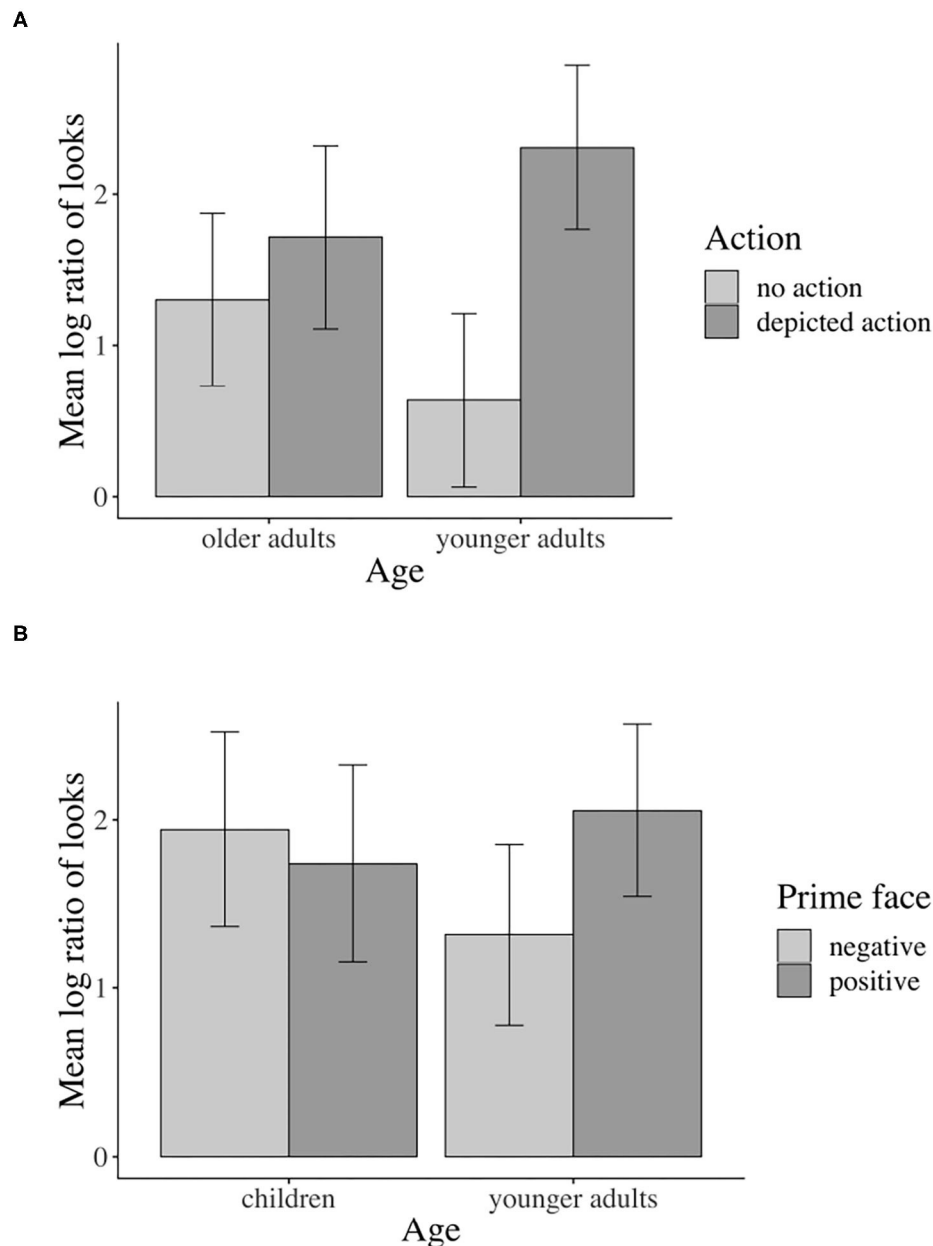 A
Mean log ratio of looks
2
1
0
older adults
younger adults
Age
Action
no action
depicted action
B
Mean log ratio of looks
2
1
0
children
younger adults
Age
Prime face
negative
positive